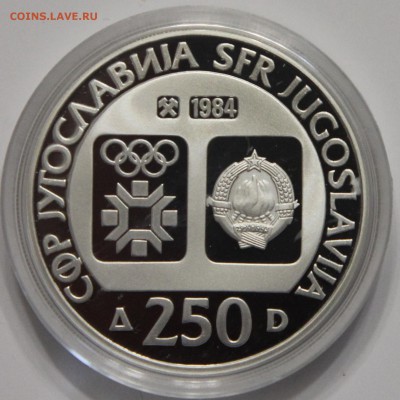 COINS.LAVE.RU
СФР ЈУГОСЛАВИЈА SFR JUGOSLAVIJA
1984
Д 250 D